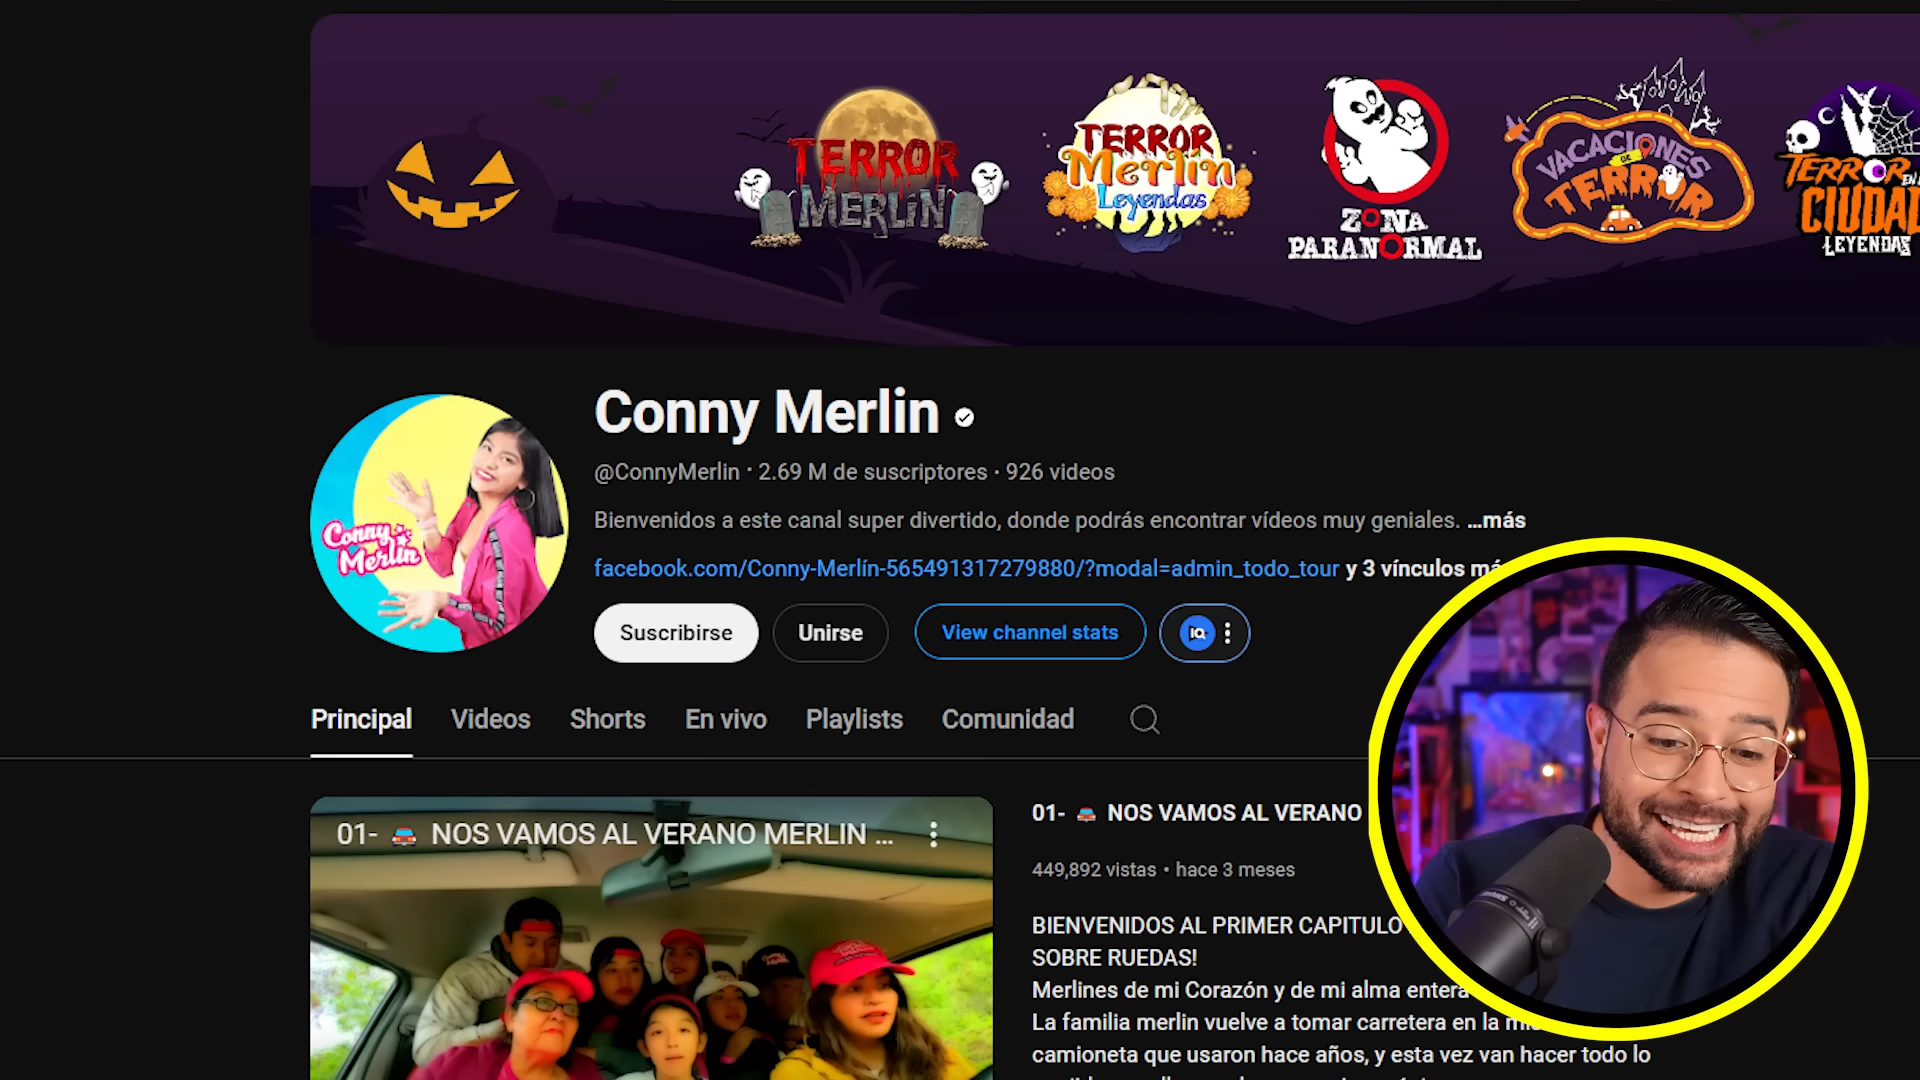 TERROR
MERLIN
TERROR
Merlin
Leyendas
ZONA
PARANORMAL
VACACIONES
DE
TERROR
TERROR
CIUDAD
LEYENDAS
Conny
Merlin
Conny Merlin
@ConnyMerlin · 2.69 M de suscriptores · 926 videos
Bienvenidos a este canal super divertido, donde podrás encontrar vídeos muy geniales. ...más
facebook.com/Conny-Merlín-565491317279880/?modal=admin_todo_tour y 3 vínculos
Suscribirse
Unirse
View channel stats
IQ
Principal
Videos
Shorts
En vivo
Playlists
Comunidad
01- 🚘 NOS VAMOS AL VERANO MERLIN ...
01- 🚘 NOS VAMOS AL VERANO
449,892 vistas • hace 3 meses
BIENVENIDOS AL PRIMER CAPITULO
SOBRE RUEDAS!
Merlines de mi Corazón y de mi alma entera
La familia merlin vuelve a tomar carretera en la
camioneta que usaron hace años, y esta vez van hacer todo lo